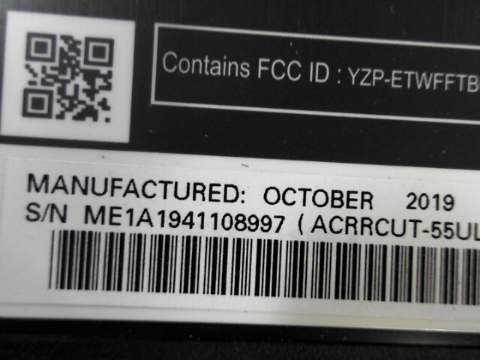 Contains FCC ID : YZP-ETWFFTB
MANUFACTURED: OCTOBER 2019
S/N ME1A1941108997 ( ACRRCUT-55UL